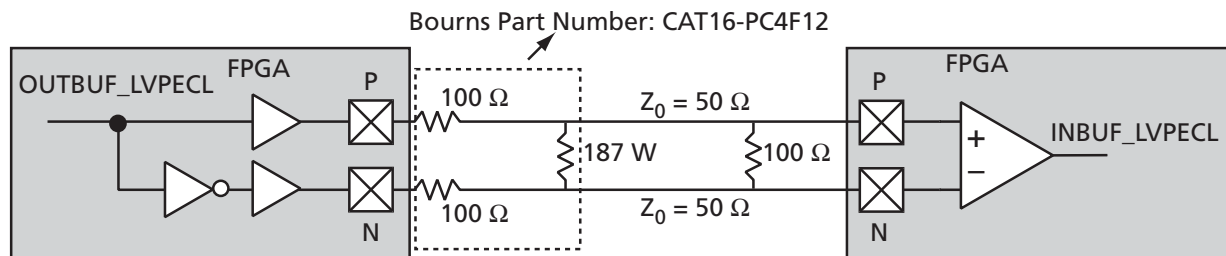 Bourns Part Number: CAT16-PC4F12
OUTBUF_LVPECL
FPGA
P
100 Ω
Z0 = 50 Ω
187 W
100 Ω
100 Ω
N
Z0 = 50 Ω
FPGA
P
+
−
INBUF_LVPECL
N